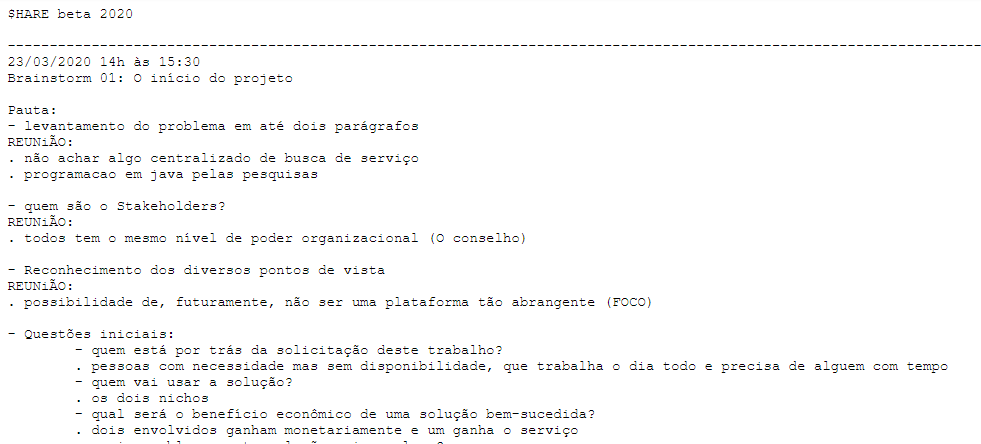 $HARE beta 2020
--------------------------------------------------------------------------------------------------------------------------
23/03/2020 14h às 15:30
Brainstorm 01: O início do projeto
Pauta:
- levantamento do problema em até dois parágrafos
REUNiÃO:
. não achar algo centralizado de busca de serviço
. programacao em java pelas pesquisas
- quem são o Stakeholders?
REUNiÃO:
. todos tem o mesmo nível de poder organizacional (O conselho)
- Reconhecimento dos diversos pontos de vista
REUNiÃO:
. possibilidade de, futuramente, não ser uma plataforma tão abrangente (FOCO)
- Questões iniciais:
- quem está por trás da solicitação deste trabalho?
. pessoas com necessidade mas sem disponibilidade, que trabalha o dia todo e precisa de alguem com tempo
- quem vai usar a solução?
. os dois nichos
- qual será o benefício econômico de uma solução bem-sucedida?
. dois envolvidos ganham monetariamente e um ganha o serviço